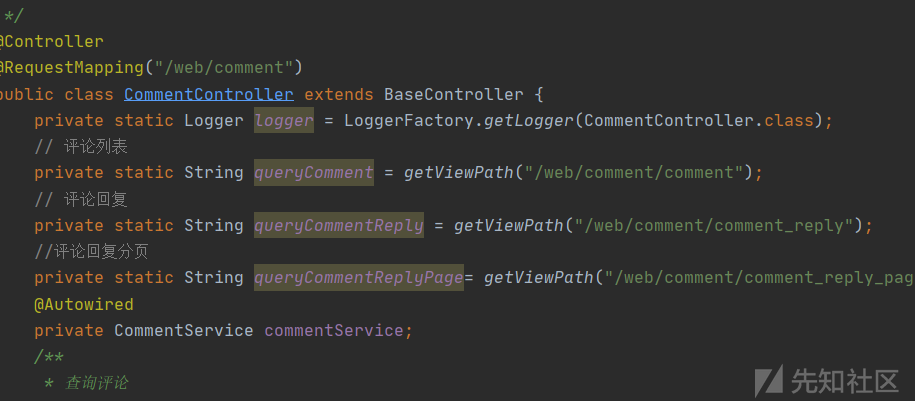 */
@Controller
@RequestMapping("/web/comment")
public class CommentController extends BaseController {
private static Logger logger = LoggerFactory.getLogger(CommentController.class);
// 评论列表
private static String queryComment = getViewPath("/web/comment/comment");
// 评论回复
private static String queryCommentReply = getViewPath("/web/comment/comment_reply");
//评论回复分页
private static String queryCommentReplyPage= getViewPath("/web/comment/comment_reply_pag
@Autowired
private CommentService commentService;
/**
* 查询评论
先知社区